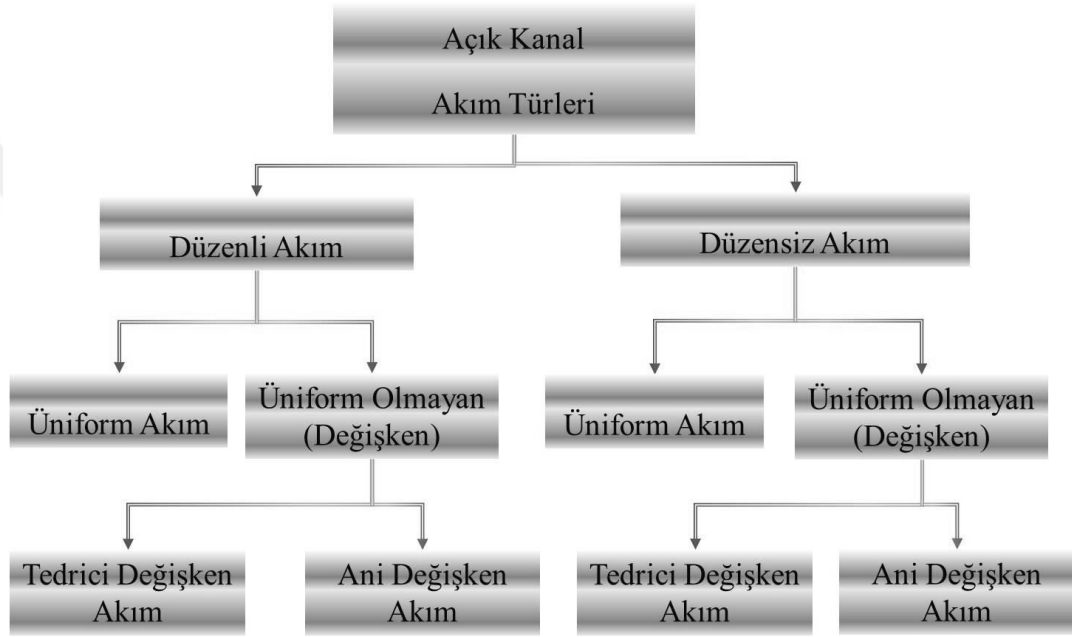 Açık Kanal
Akım Türleri
Düzenli Akım
Düzensiz Akım
Üniform Akım
Üniform Olmayan
(Değişken)
Üniform Akım
Üniform Olmayan
(Değişken)
Tedrici Değişken
Akım
Ani Değişken
Akım
Tedrici Değişken
Akım
Ani Değişken
Akım